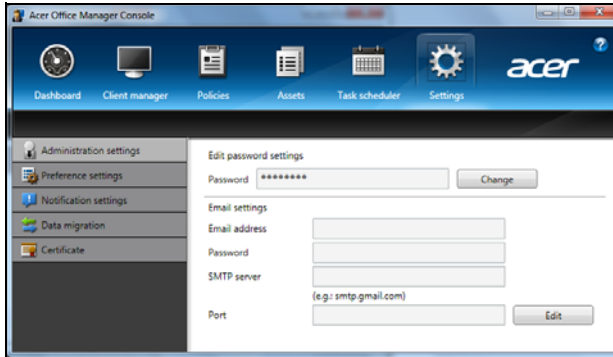 Acer Office Manager Console
?
acer
Dashboard Client manager Policies Assets Task scheduler Settings
Administration settings
Preference settings
Notification settings
Data migration
Certificate
Edit password settings
Password ******** Change
Email settings
Email address
Password
SMTP server
(e.g.: smtp.gmail.com)
Port Edit